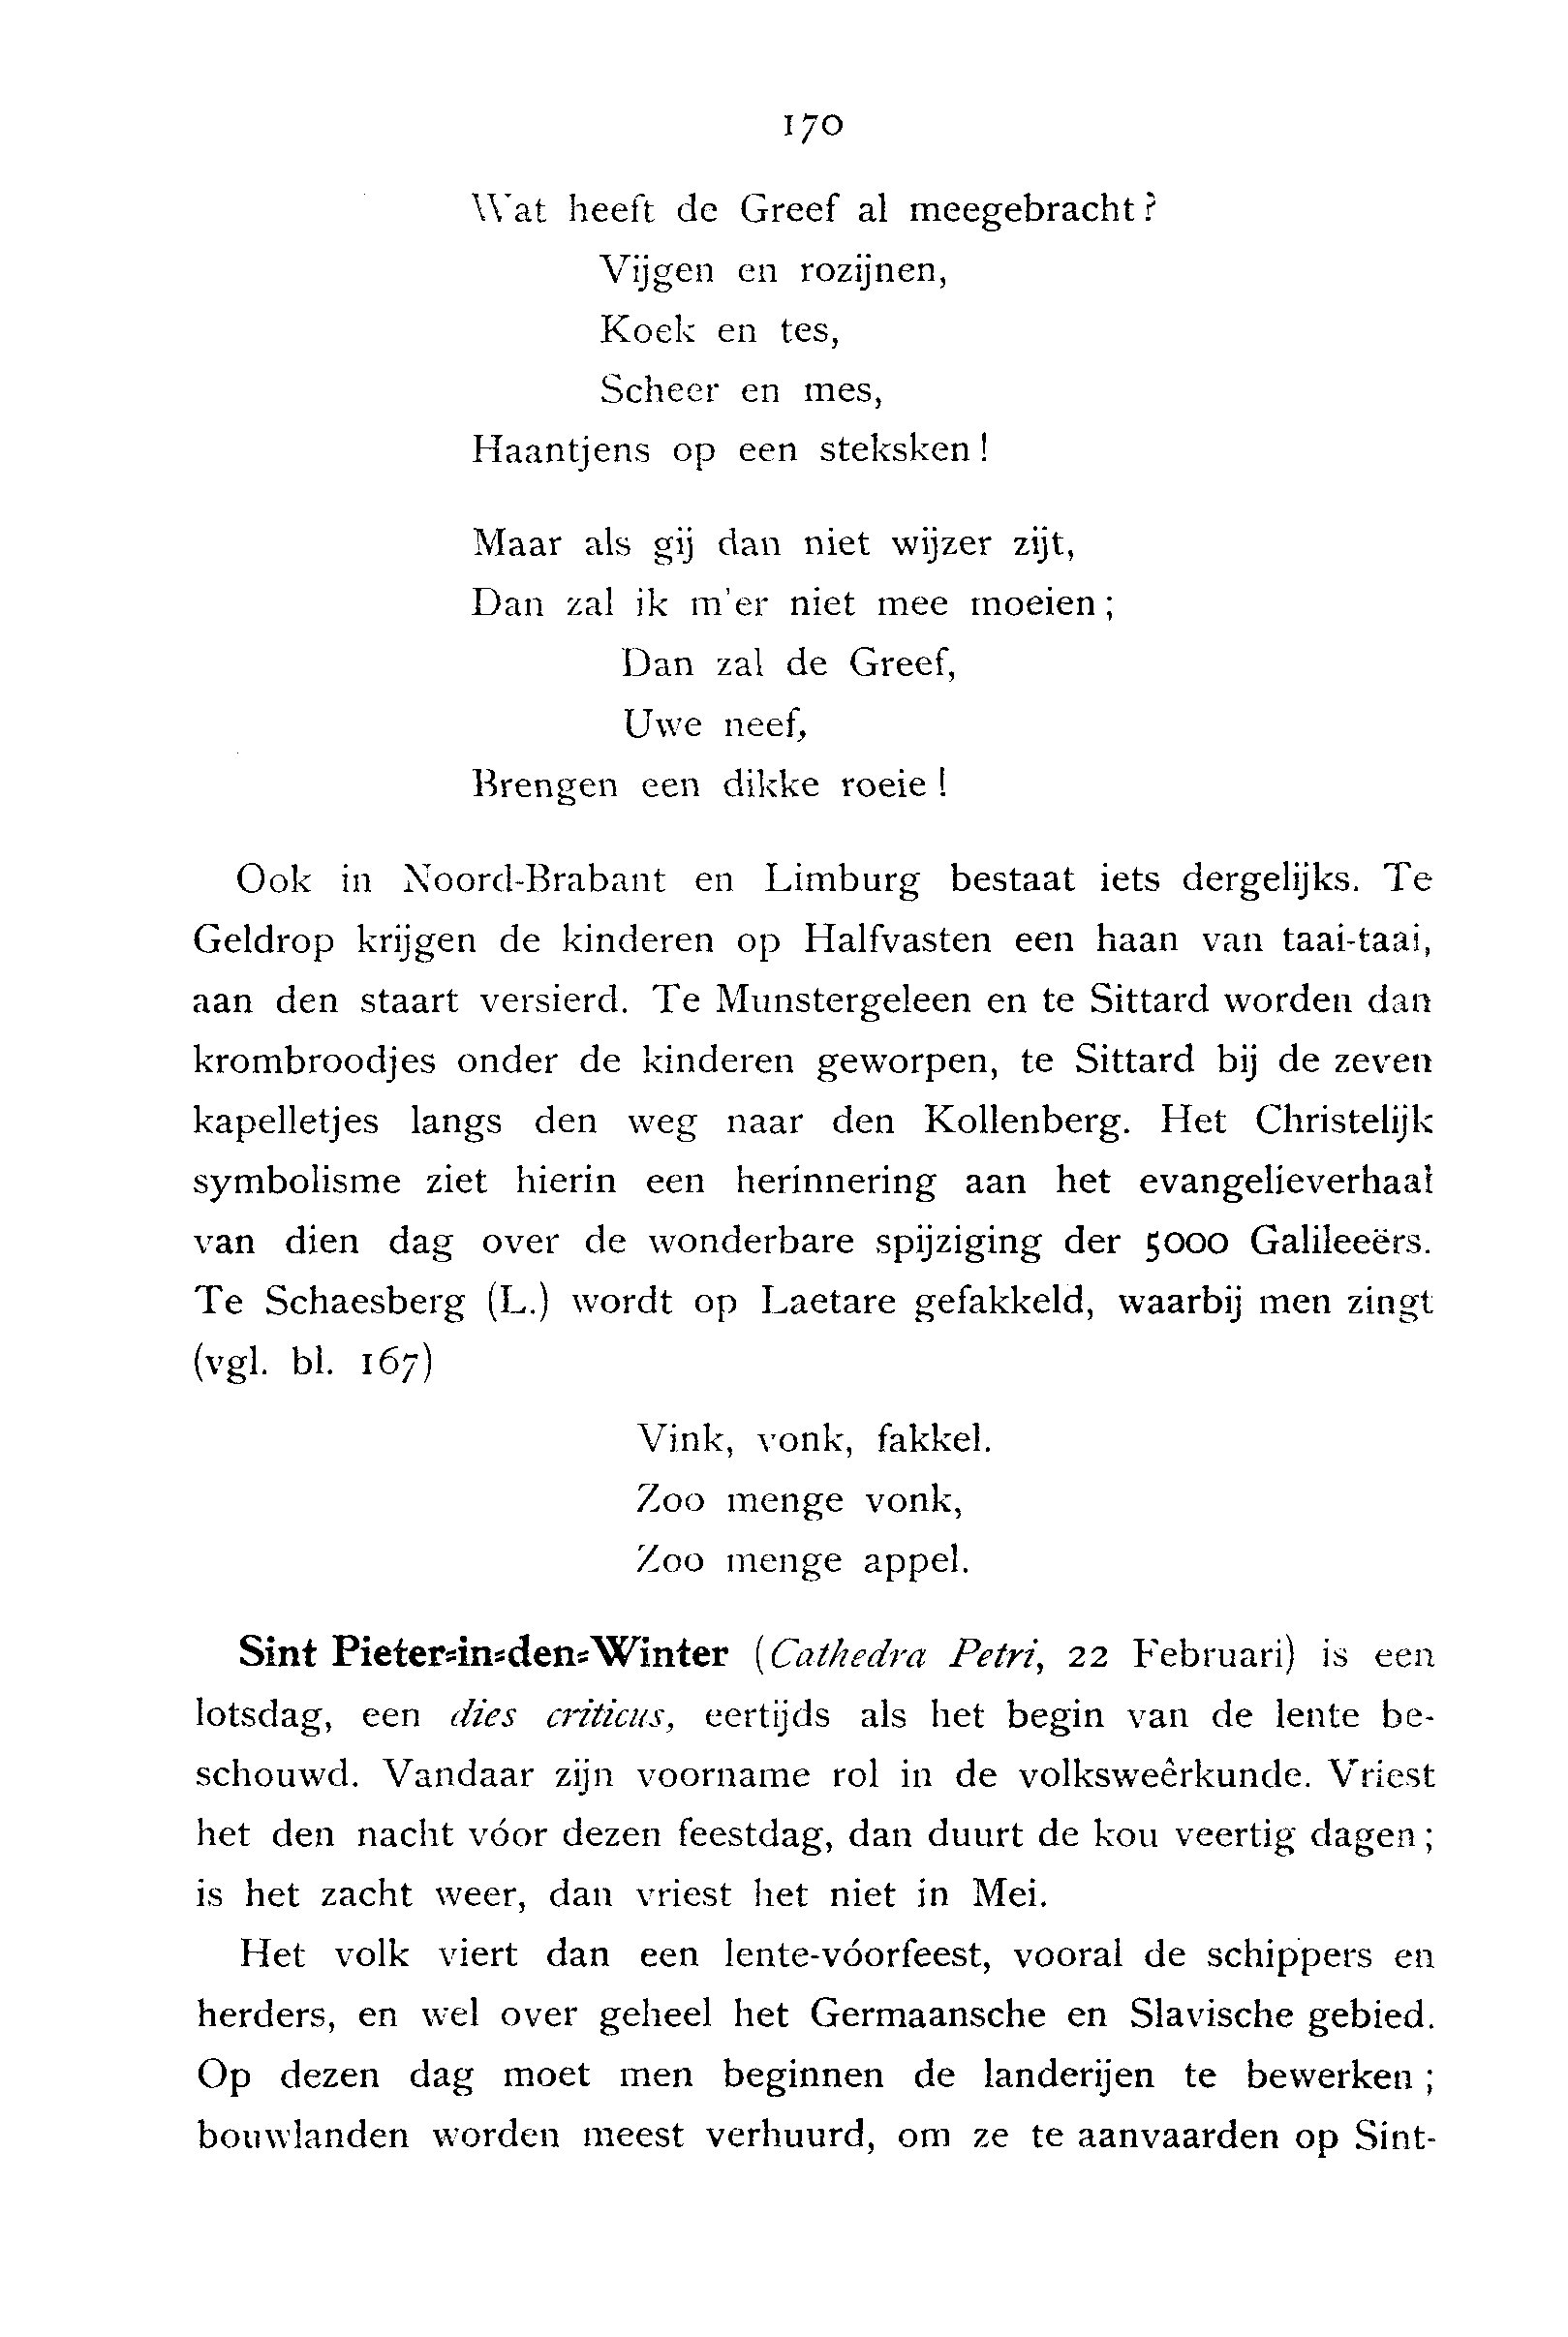 170
Wat heeft de Greef al meegebracht?
Vijgen en rozijnen,
Koek en tes,
Scheer en mes,
Haantjens op een steksken!
Maar als gij dan niet wijzer zijt,
Dan zal ik m'er niet mee moeien;
Dan zal de Greef,
Uwe neef,
Brengen een dikke roeie!
Ook in Noord-Brabant en Limburg bestaat iets dergelijks. Te
Geldrop krijgen de kinderen op Halfvasten een haan van taai-taai,
aan den staart versierd. Te Munstergeleen en te Sittard worden dan
krombroodjes onder de kinderen geworpen, te Sittard bij de zeven
kapelletjes langs den weg naar den Kollenberg. Het Christelijk
symbolisme ziet hierin een herinnering aan het evangelieverhaal
van dien dag over de wonderbare spijziging der 5000 Galileeërs.
Te Schaesberg (L.) wordt op Laetare gefakkeld, waarbij men zingt
(vgl. bl. 167)
Vink, vonk, fakkel.
Zoo menge vonk,
Zoo menge appel.
Sint Pieter-in-den-Winter (Cathedra Petri, 22 Februari) is een
lotsdag, een dies criticus, eertijds als het begin van de lente be-
schouwd. Vandaar zijn voorname rol in de volksweêrkunde. Vriest
het den nacht vóor dezen feestdag, dan duurt de kou veertig dagen;
is het zacht weer, dan vriest het niet in Mei.
Het volk viert dan een lente-vóorfeest, vooral de schippers en
herders, en wel over geheel het Germaansche en Slavische gebied.
Op dezen dag moet men beginnen de landerijen te bewerken;
bouwlanden worden meest verhuurd, om ze te aanvaarden op Sint-